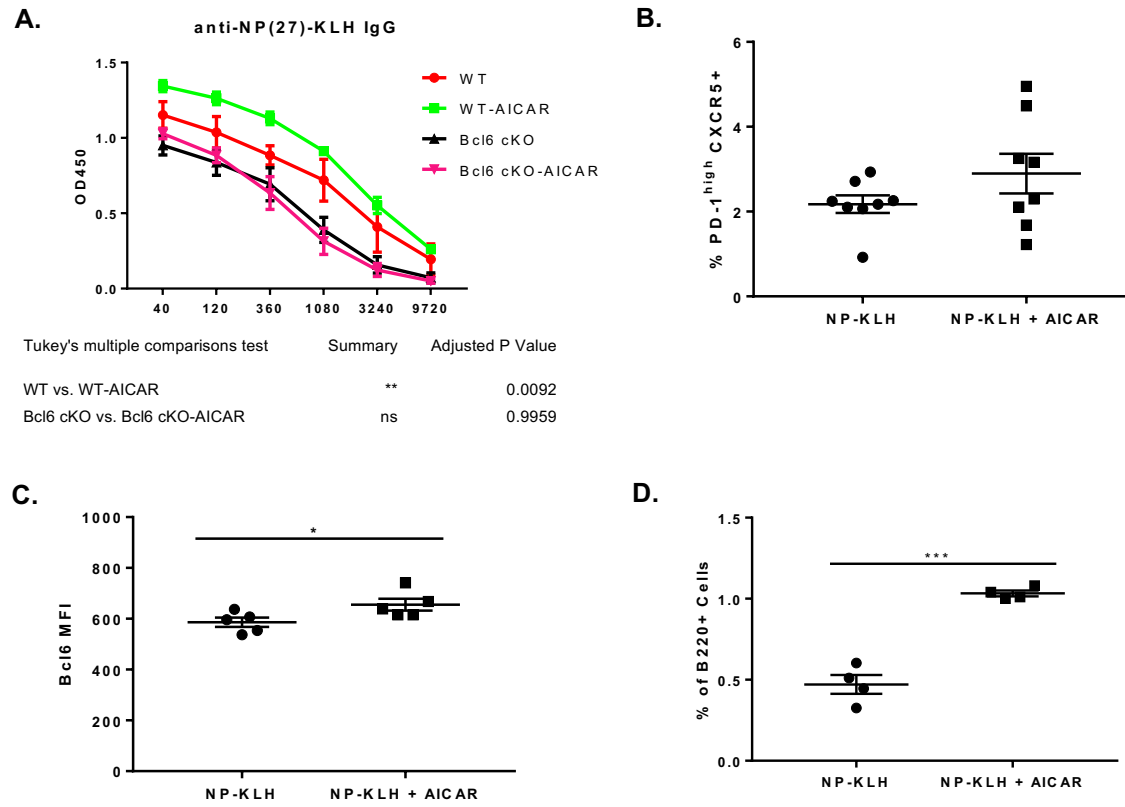 A.
anti-NP(27)-KLH IgG
1.5
1.0
0.5
0.0
OD450
40 120 360 1080 3240 9720
WT
WT-AICAR
Bcl6 cKO
Bcl6 cKO-AICAR
Tukey's multiple comparisons test Summary Adjusted P Value
WT vs. WT-AICAR ** 0.0092
Bcl6 cKO vs. Bcl6 cKO-AICAR ns 0.9959
B.
6
4
2
0
% PD-1high CXCR5+
NP-KLH NP-KLH + AICAR
C.
1000
800
600
400
200
0
Bcl6 MFI
*
NP-KLH NP-KLH + AICAR
D.
1.5
1.0
0.5
0.0
% of B220+ Cells
***
NP-KLH NP-KLH + AICAR